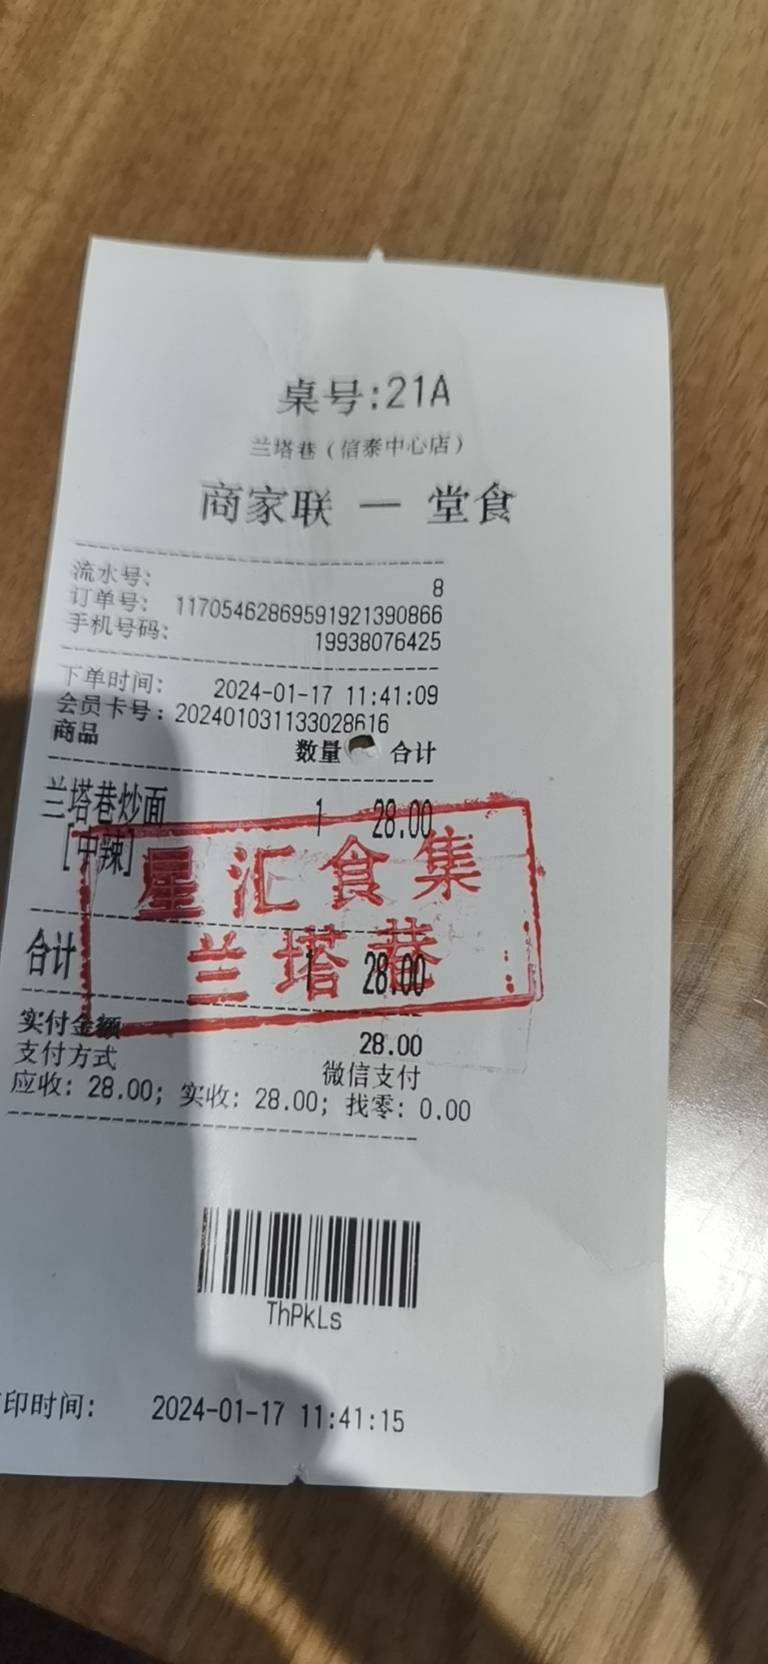 桌号:21A
兰塔巷（信泰中心店）
商家联 一 堂食
流水号: 8
订单号: 11705462869591921390866
手机号码: 19938076425
下单时间: 2024-01-17 11:41:09
会员卡号:202401031133028616
商品 数量 合计
兰塔巷炒面 1 28.00
[中辣]
星汇食集
兰塔巷
合计 1 28.00
实付金额 28.00
支付方式 微信支付
应收: 28.00; 实收: 28.00; 找零: 0.00
ThPkLs
印时间: 2024-01-17 11:41:15